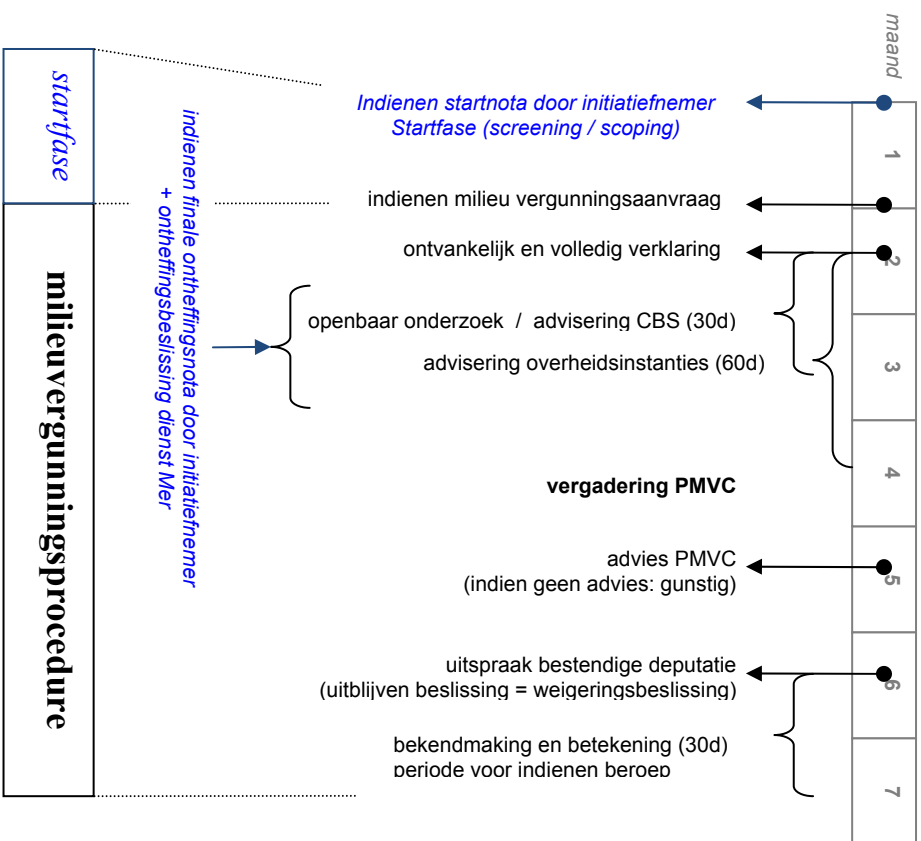 maand
1
2
3
4
5
6
7
Indienen startnota door initiatiefnemer
Startfase (screening / scoping)
indienen milieu vergunningsaanvraag
ontvankelijk en volledig verklaring
openbaar onderzoek / advisering CBS (30d)
advisering overheidsinstanties (60d)
vergadering PMVC
advies PMVC
(indien geen advies: gunstig)
uitspraak bestendige deputatie
(uitblijven beslissing = weigeringsbeslissing)
bekendmaking en betekening (30d)
periode voor indienen beroep
indienen finale ontheffingsnota door initiatiefnemer
+ ontheffingsbeslissing dienst Mer
startfase
milieuvergunningsprocedure